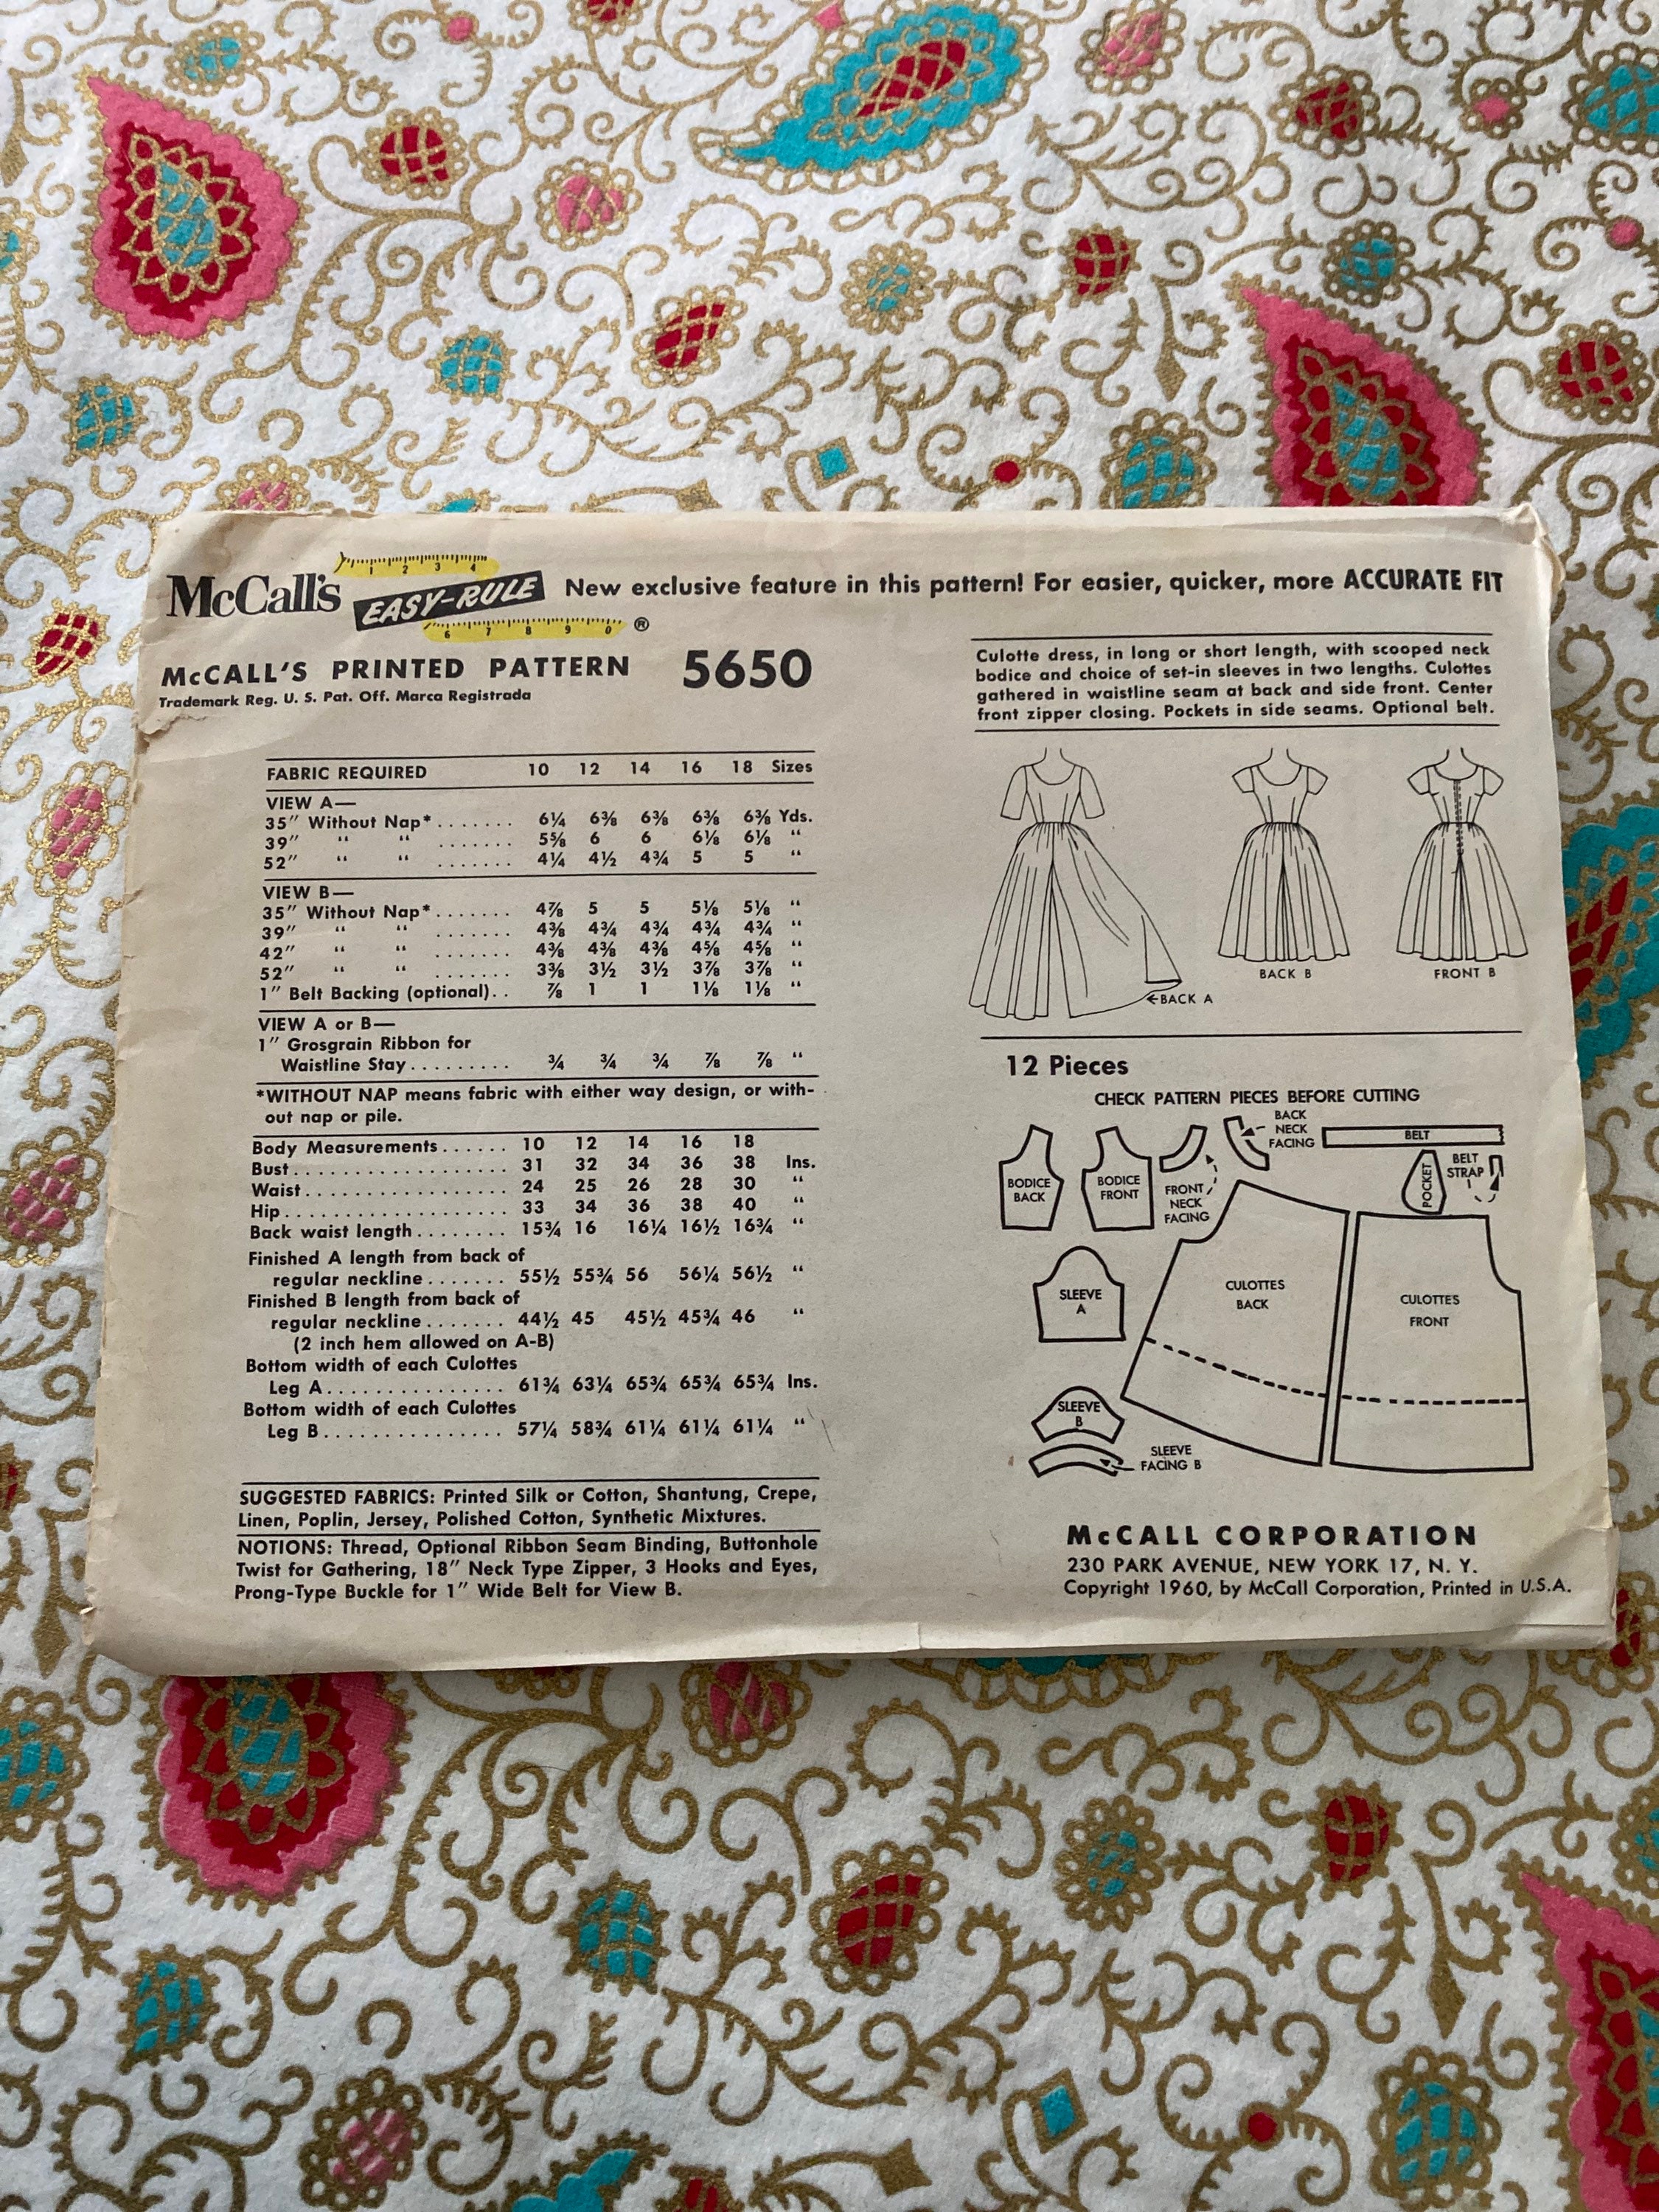 McCall's EASY-RULE ® New exclusive feature in this pattern! For easier, quicker, more ACCURATE FIT
1 2 3 4
6 7 8 9 0
McCALL'S PRINTED PATTERN 5650
Trademark Reg. U. S. Pat. Off. Marca Registrada
FABRIC REQUIRED 10 12 14 16 18 Sizes
VIEW A—
35" Without Nap* ....... 6¼ 6⅜ 6⅜ 6⅜ 6⅜ Yds.
39" " " ....... 5⅝ 6 6 6⅛ 6⅛ "
52" " " ....... 4¼ 4½ 4¾ 5 5 "
VIEW B—
35" Without Nap* ....... 4⅞ 5 5 5⅛ 5⅛ "
39" " " ....... 4⅜ 4¾ 4¾ 4¾ 4¾ "
42" " " ....... 4⅜ 4⅜ 4⅜ 4⅝ 4⅝ "
52" " " ....... 3⅜ 3½ 3½ 3⅞ 3⅞ "
1" Belt Backing (optional).. ⅞ 1 1 1⅛ 1⅛ "
VIEW A or B—
1" Grosgrain Ribbon for
Waistline Stay......... ¾ ¾ ¾ ⅞ ⅞ "
*WITHOUT NAP means fabric with either way design, or with-
out nap or pile.
Body Measurements...... 10 12 14 16 18
Bust.................. 31 32 34 36 38 Ins.
Waist................. 24 25 26 28 30 "
Hip................... 33 34 36 38 40 "
Back waist length........ 15¾ 16 16¼ 16½ 16¾ "
Finished A length from back of
regular neckline....... 55½ 55¾ 56 56¼ 56½ "
Finished B length from back of
regular neckline....... 44½ 45 45½ 45¾ 46 "
(2 inch hem allowed on A-B)
Bottom width of each Culottes
Leg A............... 61¾ 63¼ 65¾ 65¾ 65¾ Ins.
Bottom width of each Culottes
Leg B............... 57¼ 58¾ 61¼ 61¼ 61¼ "
SUGGESTED FABRICS: Printed Silk or Cotton, Shantung, Crepe,
Linen, Poplin, Jersey, Polished Cotton, Synthetic Mixtures.
NOTIONS: Thread, Optional Ribbon Seam Binding, Buttonhole
Twist for Gathering, 18" Neck Type Zipper, 3 Hooks and Eyes,
Prong-Type Buckle for 1" Wide Belt for View B.
Culotte dress, in long or short length, with scooped neck
bodice and choice of set-in sleeves in two lengths. Culottes
gathered in waistline seam at back and side front. Center
front zipper closing. Pockets in side seams. Optional belt.
BACK A
BACK B
FRONT B
12 Pieces
CHECK PATTERN PIECES BEFORE CUTTING
BODICE
BACK
BODICE
FRONT
FRONT
NECK
FACING
BACK
NECK
FACING
BELT
POCKET
BELT
STRAP
SLEEVE
A
CULOTTES
BACK
CULOTTES
FRONT
SLEEVE
B
SLEEVE
FACING B
McCALL CORPORATION
230 PARK AVENUE, NEW YORK 17, N. Y.
Copyright 1960, by McCall Corporation, Printed in U.S.A.